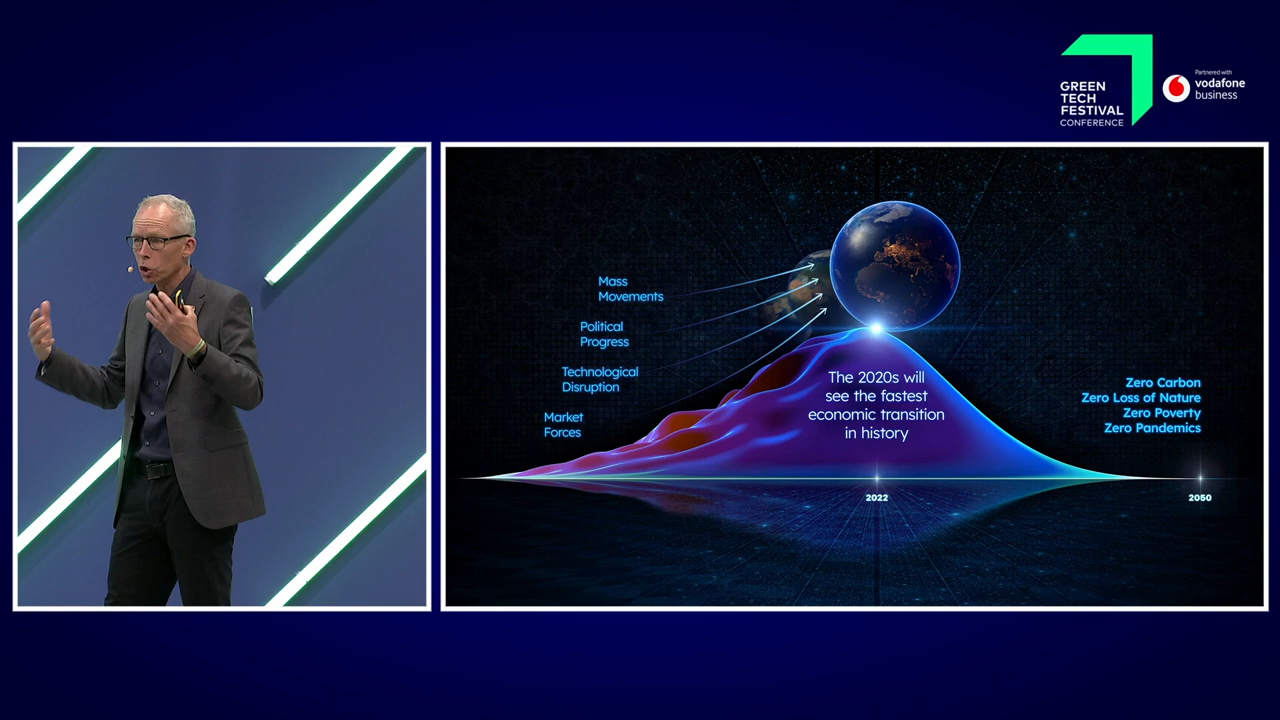 GREEN
TECH
FESTIVAL
CONFERENCE
Partnered with
vodafone
business
Mass
Movements
Political
Progress
Technological
Disruption
Market
Forces
The 2020s will
see the fastest
economic transition
in history
Zero Carbon
Zero Loss of Nature
Zero Poverty
Zero Pandemics
2022
2050